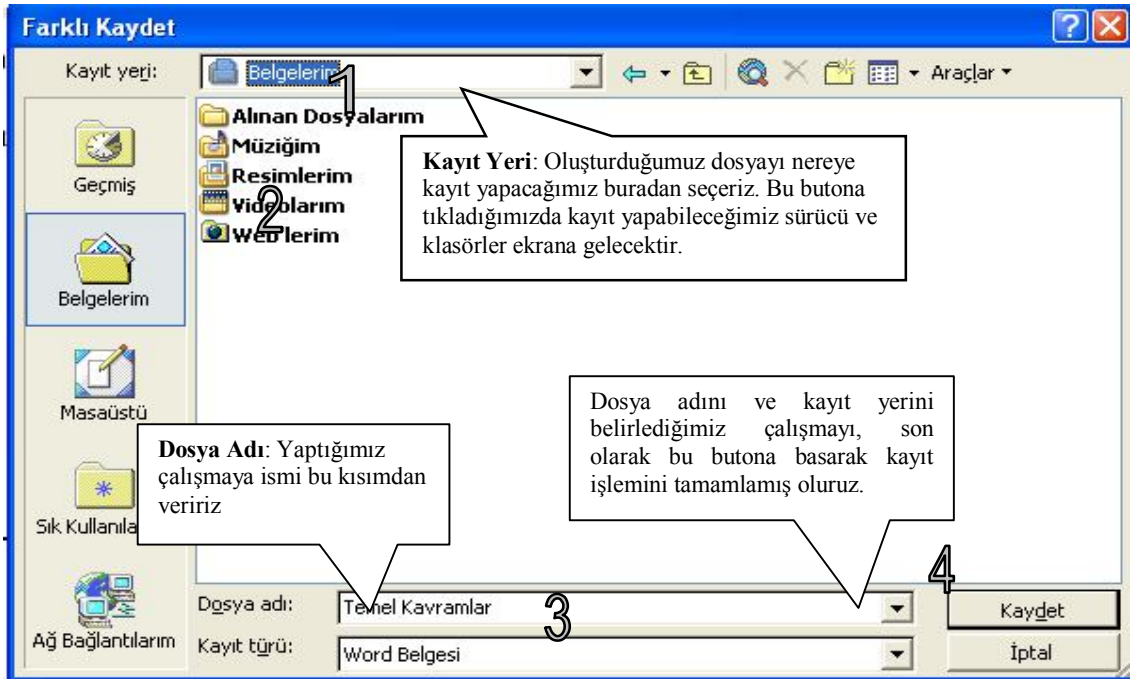 Farklı Kaydet
Kayıt yeri:
Belgelerim
Araçlar
1
Alınan Dosyalarım
Müziğim
Resimlerim
2
Videolarım
Web'lerim
Kayıt Yeri: Oluşturduğumuz dosyayı nereye
kayıt yapacağımız buradan seçeriz. Bu butona
tıkladığımızda kayıt yapabileceğimiz sürücü ve
klasörler ekrana gelecektir.
Geçmiş
Belgelerim
Masaüstü
Sık Kullanıla
Ağ Bağlantılarım
Dosya Adı: Yaptığımız
çalışmaya ismi bu kısımdan
veririz
Dosya adını ve kayıt yerini
belirlediğimiz çalışmayı, son
olarak bu butona basarak kayıt
işlemini tamamlamış oluruz.
Dosya adı:
Temel Kavramlar
3
4
Kaydet
Kayıt türü:
Word Belgesi
İptal